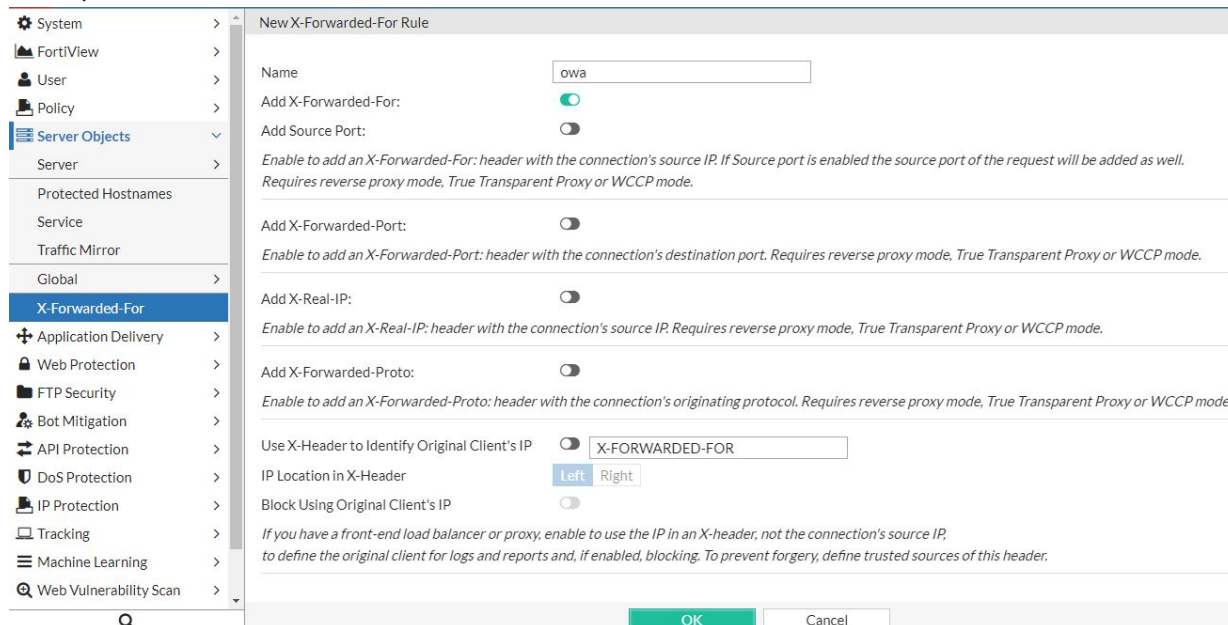 System
FortiView
User
Policy
Server Objects
Server
Protected Hostnames
Service
Traffic Mirror
Global
X-Forwarded-For
Application Delivery
Web Protection
FTP Security
Bot Mitigation
API Protection
DoS Protection
IP Protection
Tracking
Machine Learning
Web Vulnerability Scan
New X-Forwarded-For Rule
Name owa
Add X-Forwarded-For:
Add Source Port:
Enable to add an X-Forwarded-For: header with the connection's source IP. If Source port is enabled the source port of the request will be added as well.
Requires reverse proxy mode, True Transparent Proxy or WCCP mode.
Add X-Forwarded-Port:
Enable to add an X-Forwarded-Port: header with the connection's destination port. Requires reverse proxy mode, True Transparent Proxy or WCCP mode.
Add X-Real-IP:
Enable to add an X-Real-IP: header with the connection's source IP. Requires reverse proxy mode, True Transparent Proxy or WCCP mode.
Add X-Forwarded-Proto:
Enable to add an X-Forwarded-Proto: header with the connection's originating protocol. Requires reverse proxy mode, True Transparent Proxy or WCCP mode
Use X-Header to Identify Original Client's IP X-FORWARDED-FOR
IP Location in X-Header Left Right
Block Using Original Client's IP
If you have a front-end load balancer or proxy, enable to use the IP in an X-header, not the connection's source IP,
to define the original client for logs and reports and, if enabled, blocking. To prevent forgery, define trusted sources of this header.
OK Cancel